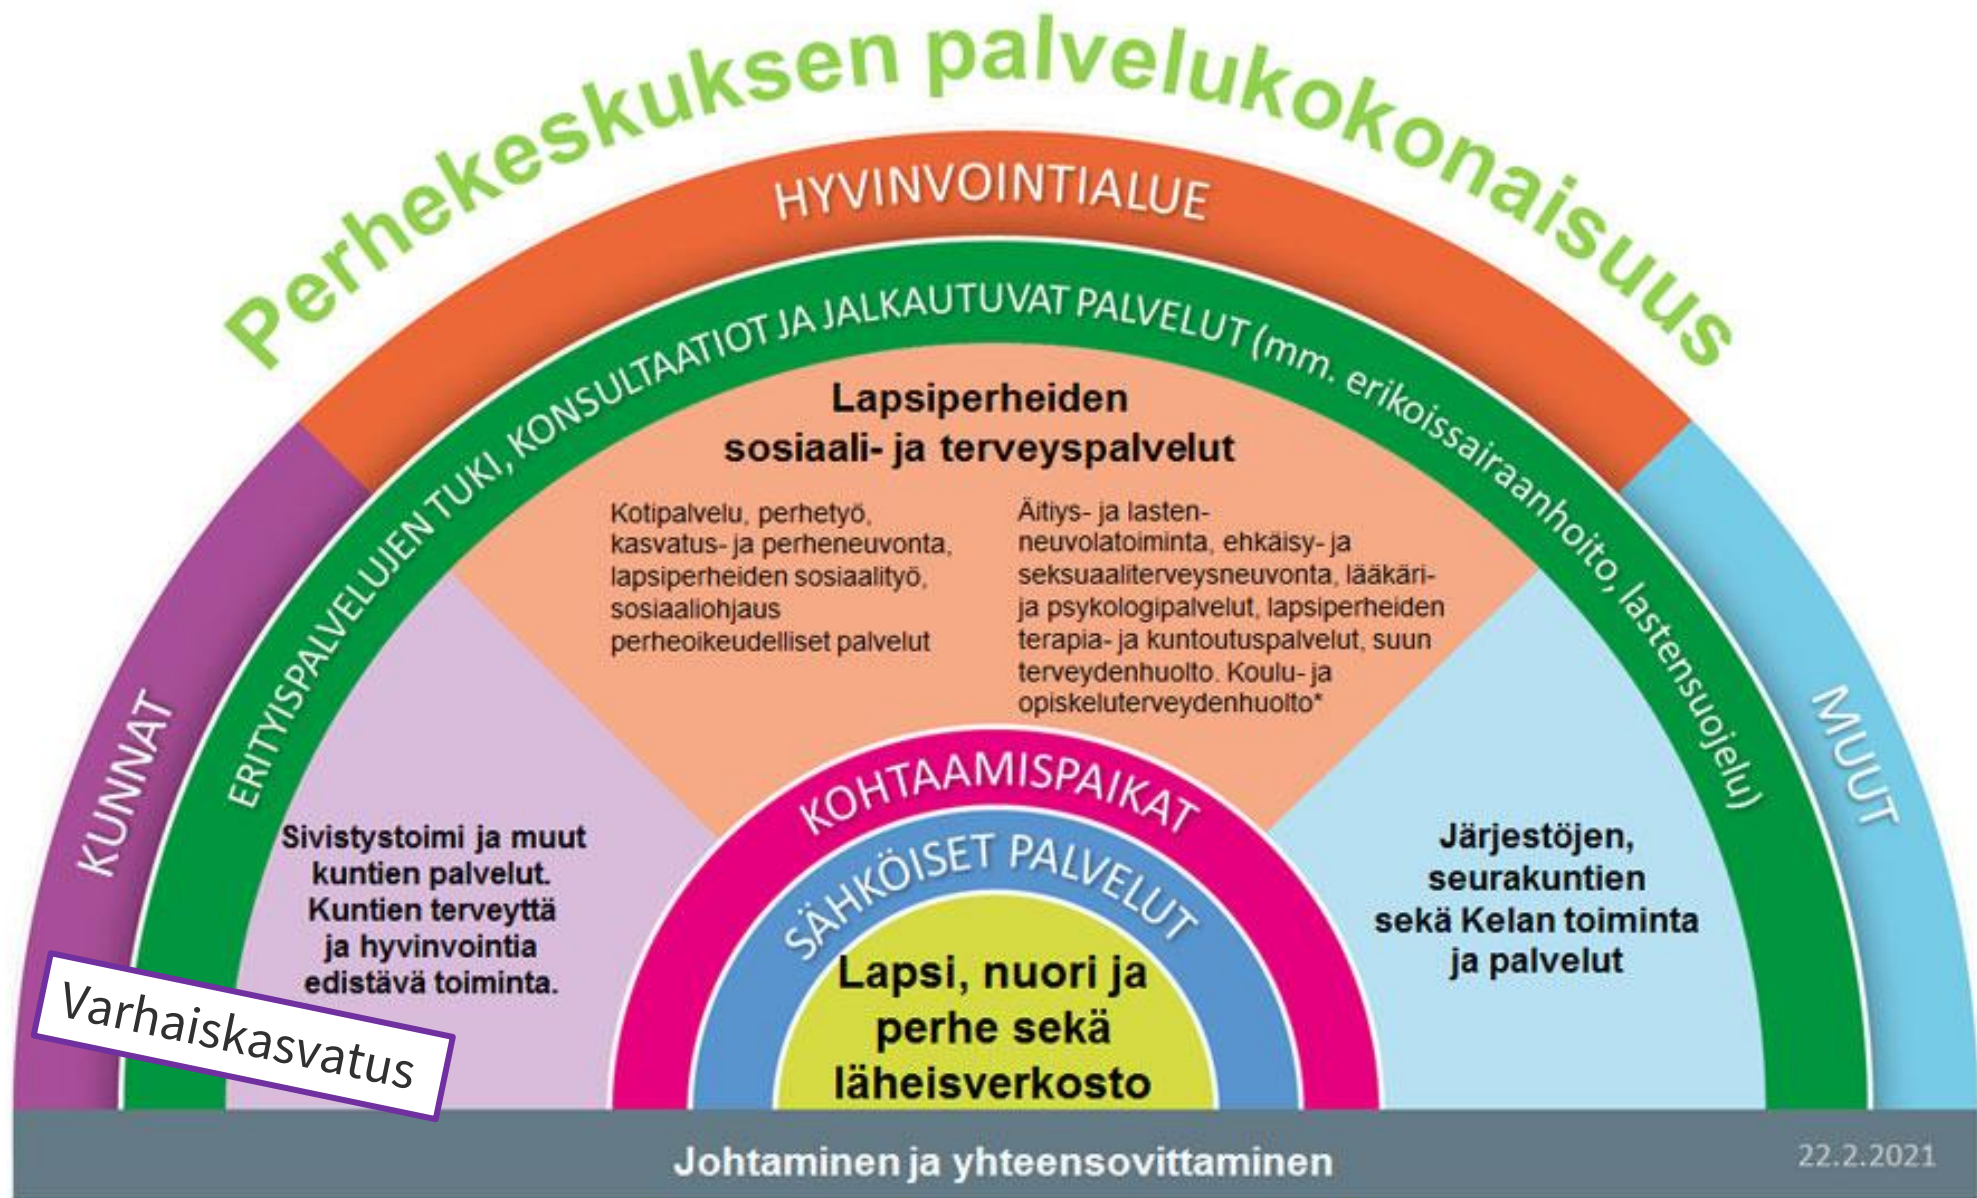 Perhekeskuksen palvelukokonaisuus
HYVINVOINTIALUE
KUNNAT
MUUT
ERITYISPALVELUJEN TUKI, KONSULTAATIOT JA JALKAUTUVAT PALVELUT (mm. erikoissairaanhoito, lastensuojelu)
Lapsiperheiden
sosiaali- ja terveyspalvelut
Kotipalvelu, perhetyö,
kasvatus- ja perheneuvonta,
lapsiperheiden sosiaalityö,
sosiaaliohjaus
perheoikeudelliset palvelut
Äitiys- ja lasten-
neuvolatoiminta, ehkäisy- ja
seksuaaliterveysneuvonta, lääkäri-
ja psykologipalvelut, lapsiperheiden
terapia- ja kuntoutuspalvelut, suun
terveydenhuolto. Koulu- ja
opiskeluterveydenhuolto*
Sivistystoimi ja muut
kuntien palvelut.
Kuntien terveyttä
ja hyvinvointia
edistävä toiminta.
Varhaiskasvatus
KOHTAAMISPAIKAT
SÄHKÖISET PALVELUT
Lapsi, nuori ja
perhe sekä
läheisverkosto
Järjestöjen,
seurakuntien
sekä Kelan toiminta
ja palvelut
Johtaminen ja yhteensovittaminen
22.2.2021